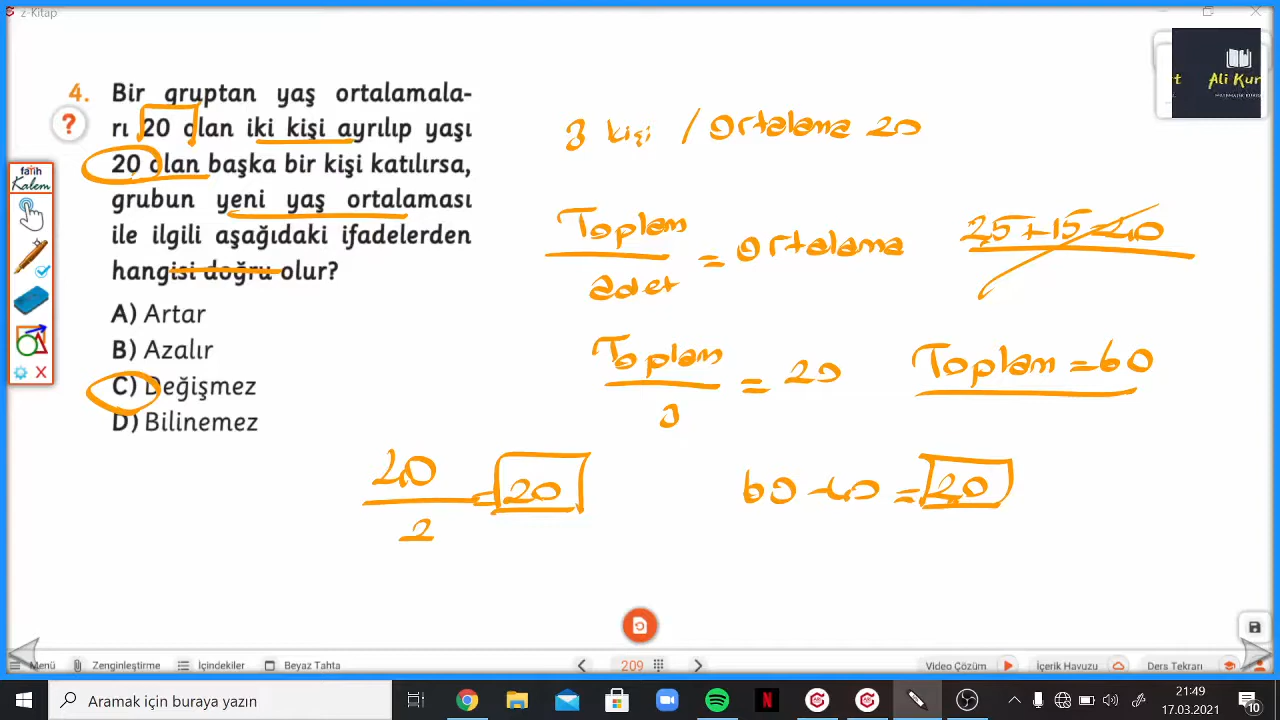 z-Kitap
Ali Kur
4. Bir gruptan yaş ortalamala-
? rı 20 olan iki kişi ayrılıp yaşı
20 olan başka bir kişi katılırsa,
grubun yeni yaş ortalaması
ile ilgili aşağıdaki ifadelerden
hangisi doğru olur?
A) Artar
B) Azalır
C) Değişmez
D) Bilinemez
fatih
Kalem
3 kişi / Ortalama 20
Toplam
adet
= ortalama
25+15=40
Toplam
3
= 20
Toplam = 60
40
2
= 20
60-40 = 20
Menü Zenginleştirme İçindekiler Beyaz Tahta 209 Video Çözüm İçerik Havuzu Ders Tekrarı
Aramak için buraya yazın
21:49
17.03.2021
10